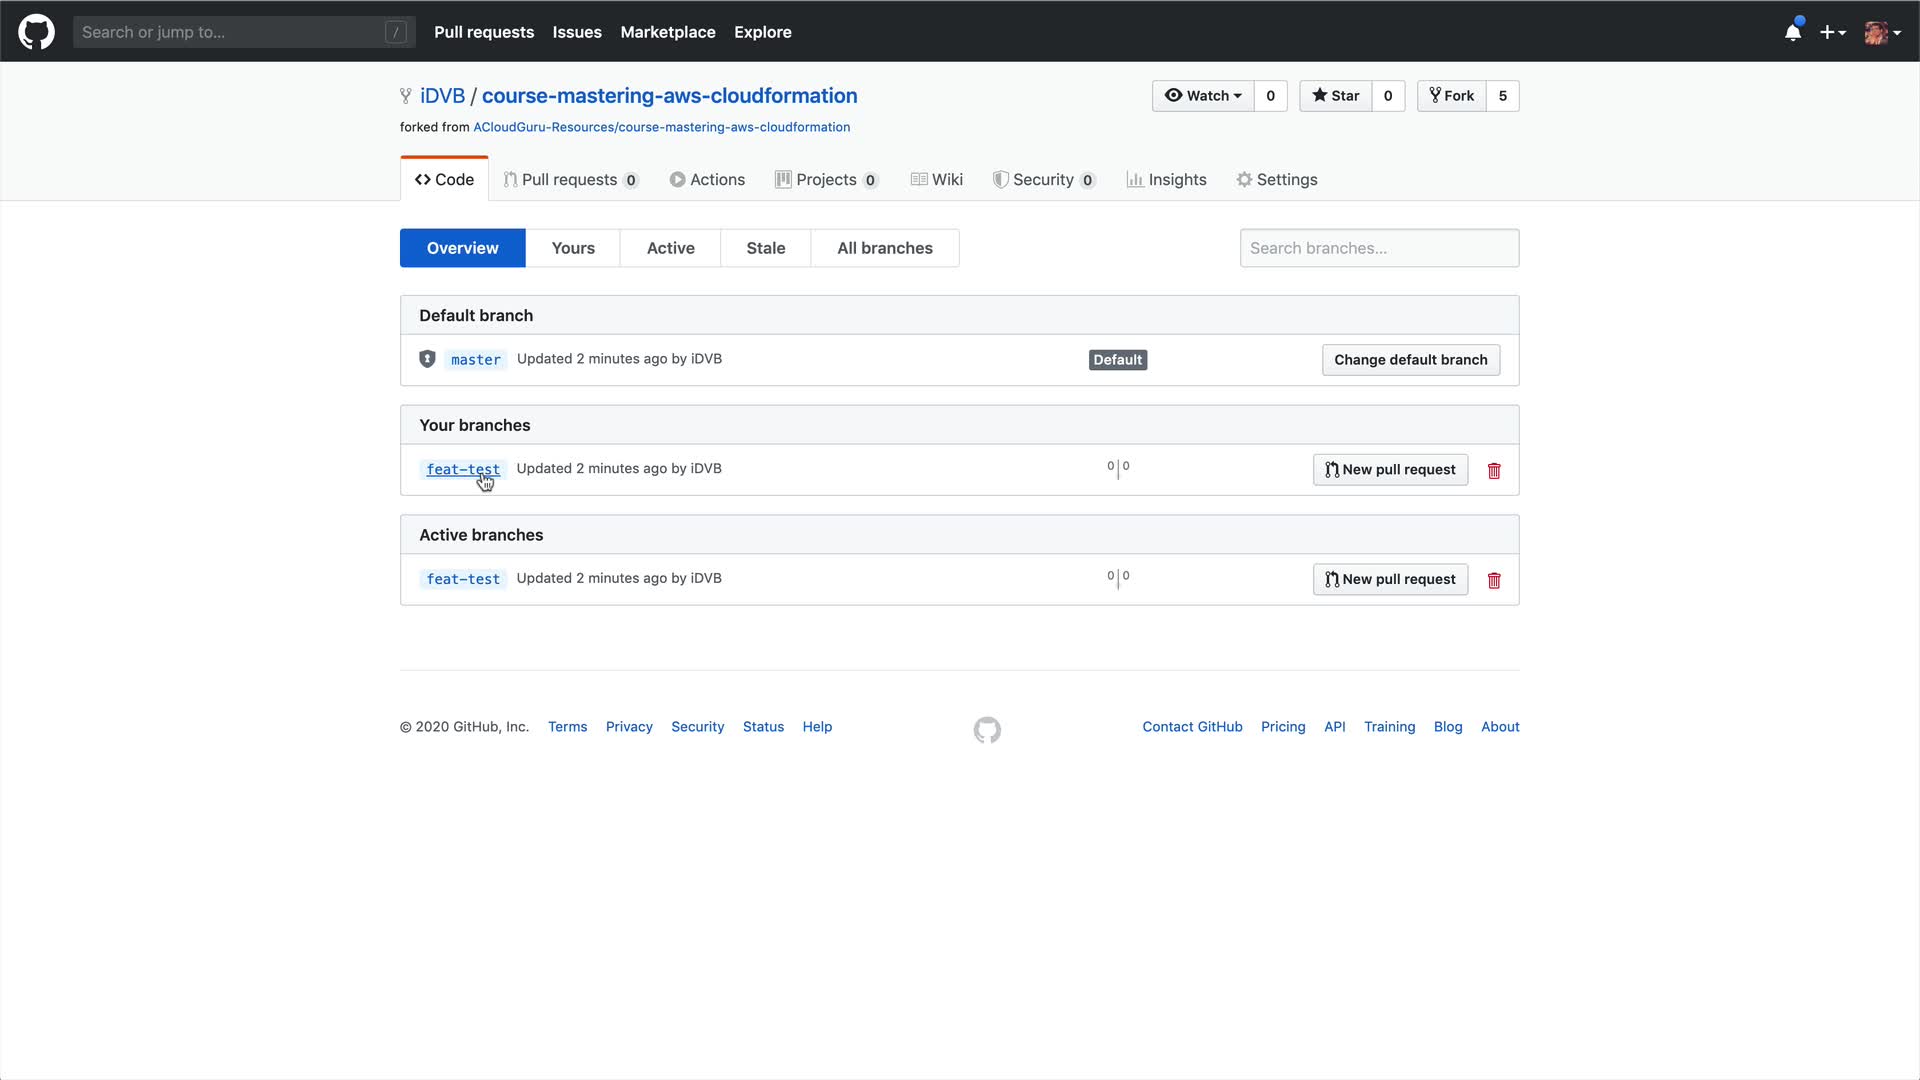 Search or jump to... /
Pull requests Issues Marketplace Explore
iDVB / course-mastering-aws-cloudformation
Watch 0 Star 0 Fork 5
forked from ACloudGuru-Resources/course-mastering-aws-cloudformation
Code Pull requests 0 Actions Projects 0 Wiki Security 0 Insights Settings
Overview Yours Active Stale All branches
Search branches...
Default branch
master Updated 2 minutes ago by iDVB Default Change default branch
Your branches
feat-test Updated 2 minutes ago by iDVB 0 | 0 New pull request
Active branches
feat-test Updated 2 minutes ago by iDVB 0 | 0 New pull request
© 2020 GitHub, Inc. Terms Privacy Security Status Help Contact GitHub Pricing API Training Blog About